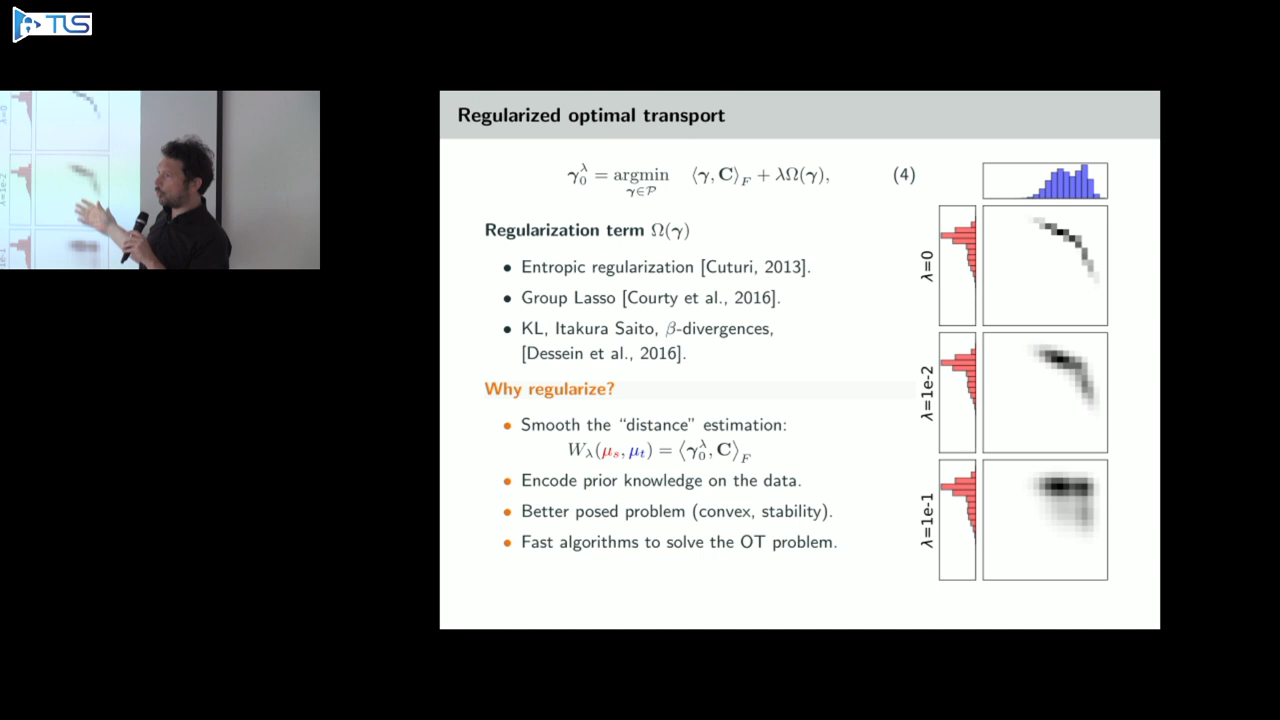 TLS
Regularized optimal transport
γ₀^λ = argmin_{γ∈𝒫} ⟨γ, C⟩_F + λΩ(γ), (4)
Regularization term Ω(γ)
• Entropic regularization [Cuturi, 2013].
• Group Lasso [Courty et al., 2016].
• KL, Itakura Saito, β-divergences,
[Dessein et al., 2016].
Why regularize?
• Smooth the “distance” estimation:
W_λ(μ_s, μ_t) = ⟨γ₀^λ, C⟩_F
• Encode prior knowledge on the data.
• Better posed problem (convex, stability).
• Fast algorithms to solve the OT problem.
λ=0
λ=1e-2
λ=1e-1